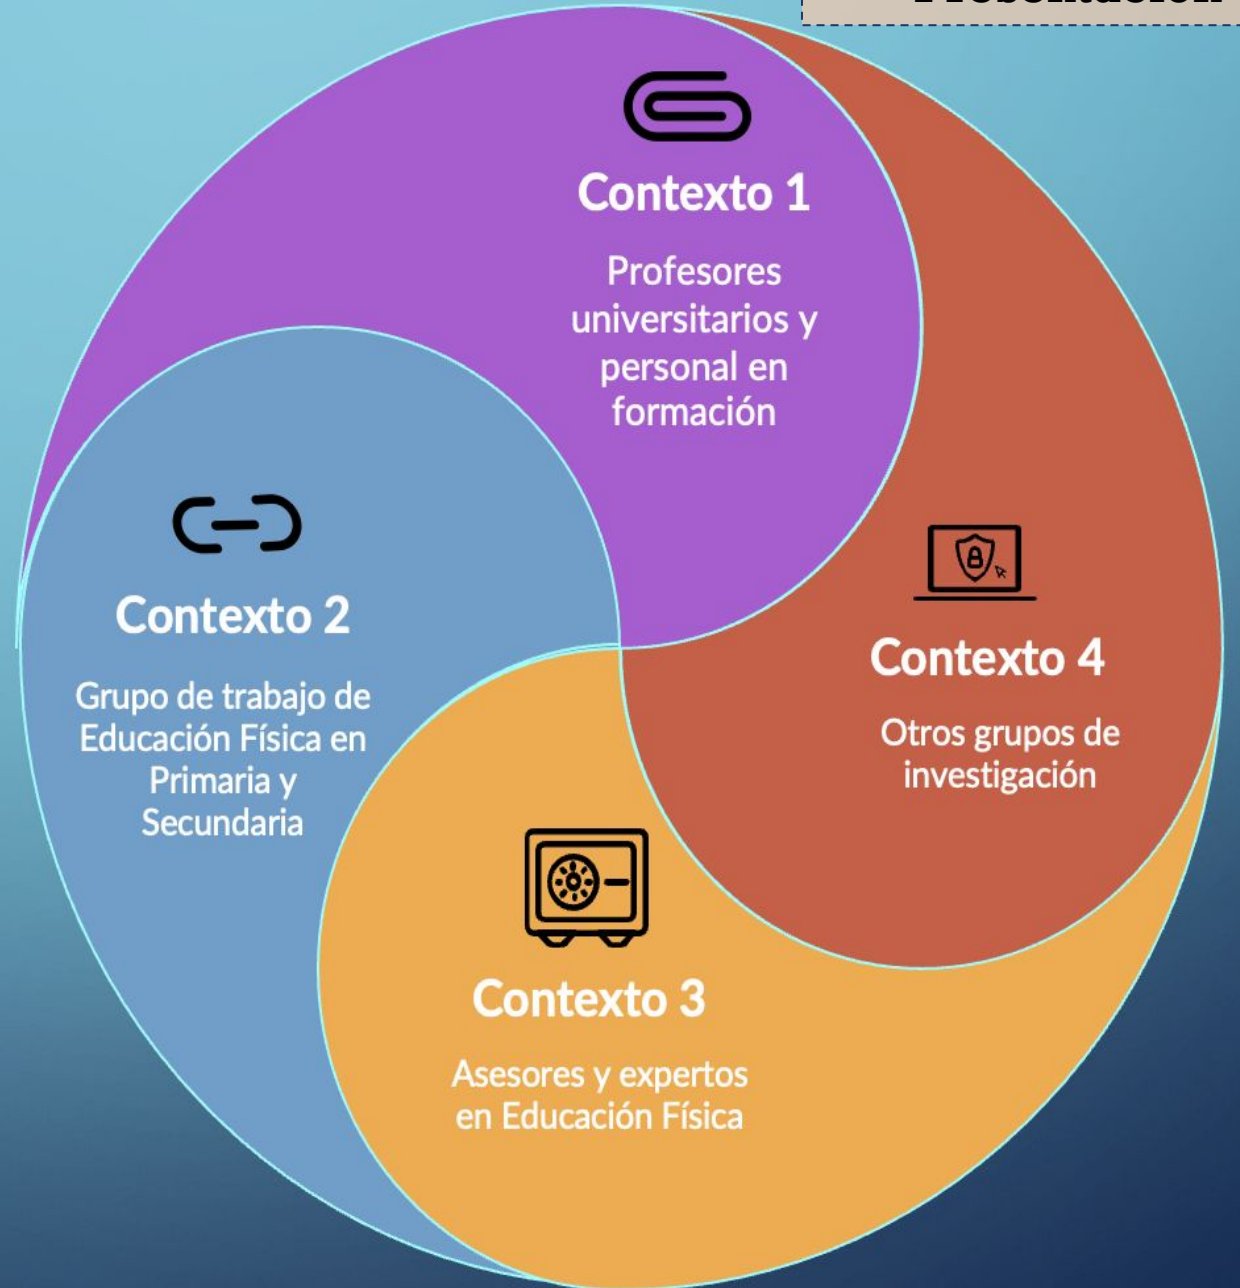 Presentación
Contexto 1
Profesores
universitarios y
personal en
formación
Contexto 2
Grupo de trabajo de
Educación Física en
Primaria y
Secundaria
Contexto 4
Otros grupos de
investigación
Contexto 3
Asesores y expertos
en Educación Física